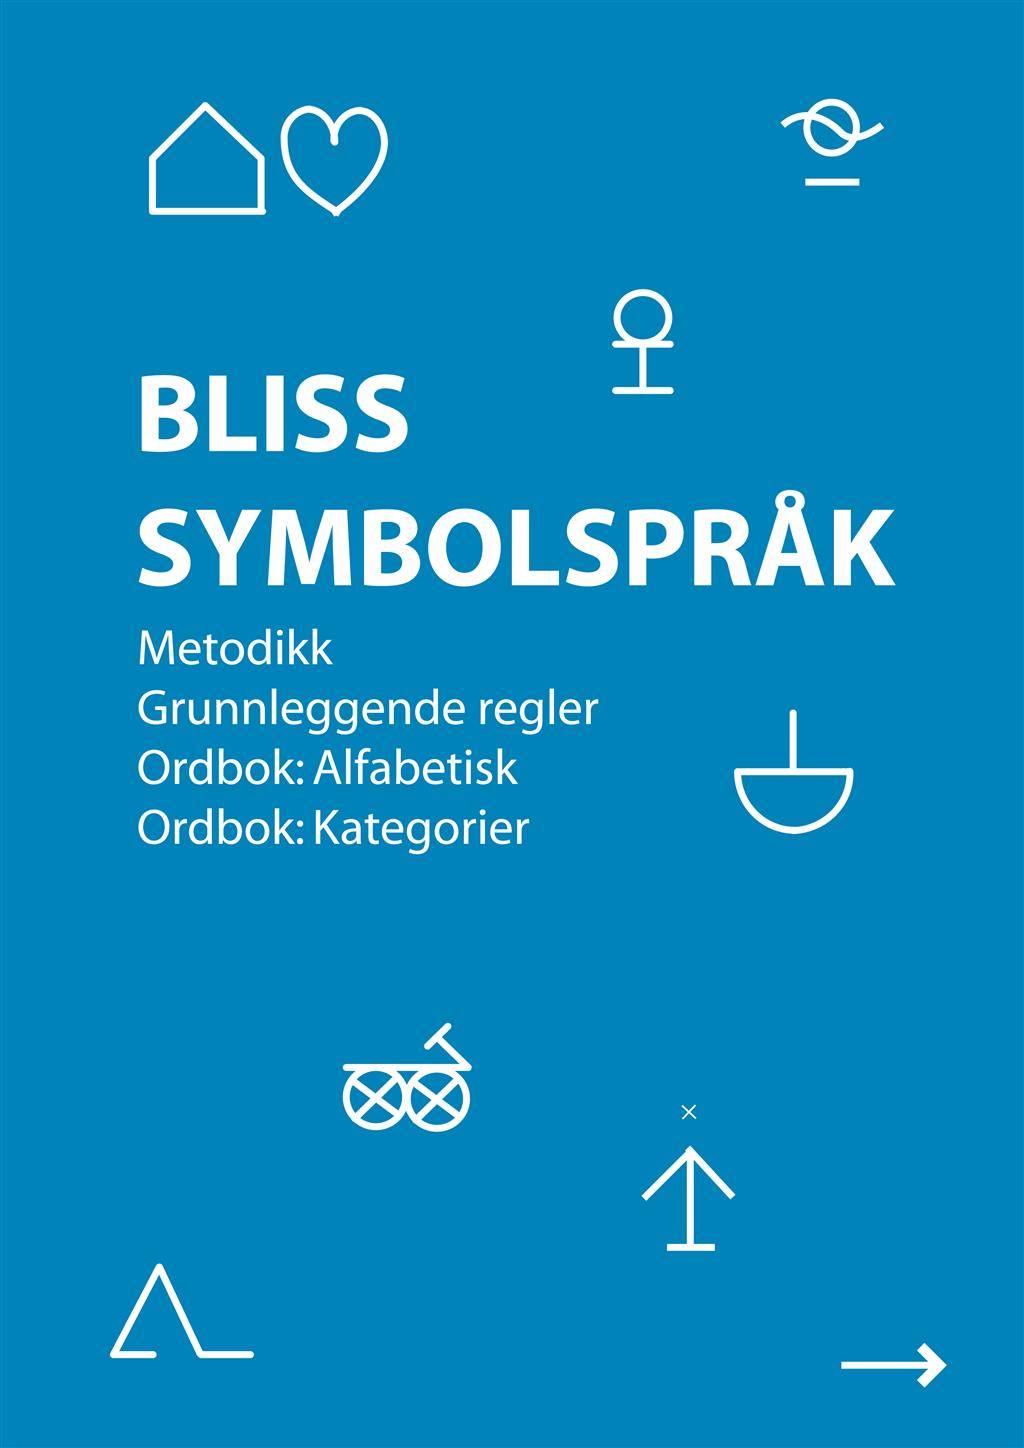 BLISS
SYMBOLSPRÅK
Metodikk
Grunnleggende regler
Ordbok: Alfabetisk
Ordbok: Kategorier